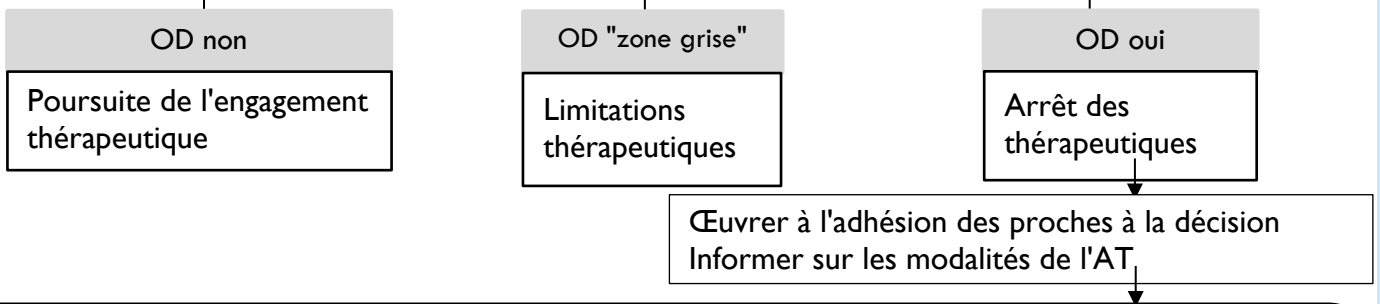 OD non
Poursuite de l'engagement
thérapeutique
OD "zone grise"
Limitations
thérapeutiques
OD oui
Arrêt des
thérapeutiques
Œuvrer à l'adhésion des proches à la décision
Informer sur les modalités de l'AT